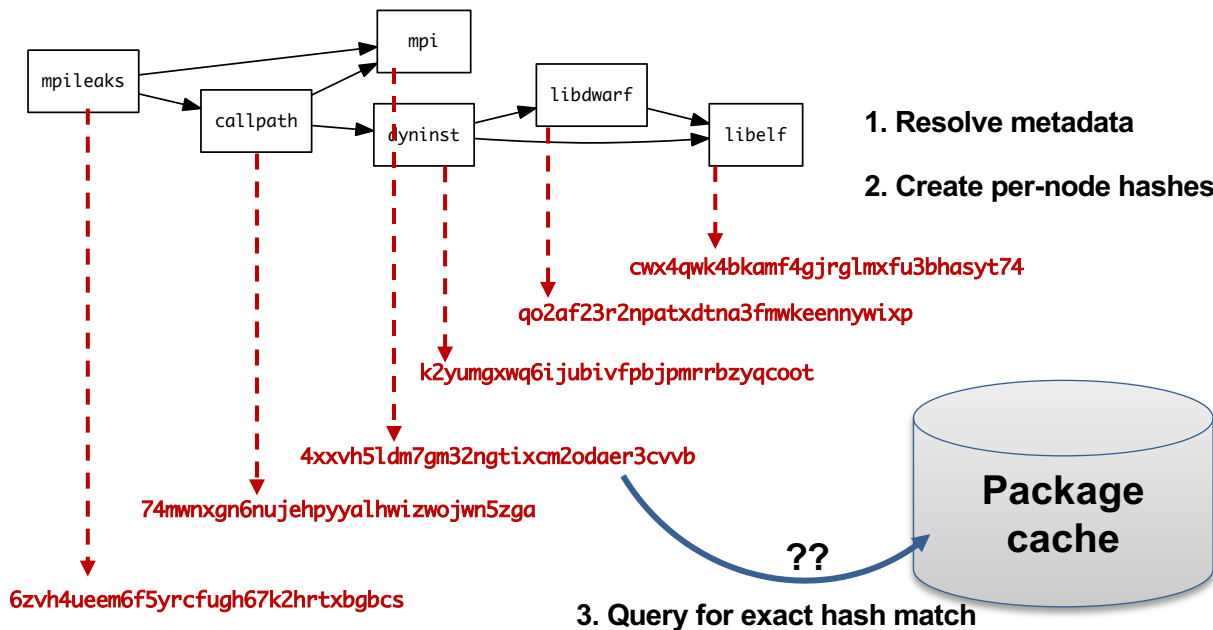 mpi
mpileaks
libdwarf
callpath
dyninst
libelf
1. Resolve metadata
2. Create per-node hashes
cwx4qwk4bkamf4gjrglmxfu3bhasyt74
qo2af23r2npatxdtna3fmwkeennywixp
k2yumgxwq6ijubivfpbjpmrrbzyqcoot
4xxvh5ldm7gm32ngtixcm2odaer3cvvb
74mwnxgn6nujehpyyalhwizwojwn5zga
6zvh4ueem6f5yrcfugh67k2hrtxbgbcs
??
Package
cache
3. Query for exact hash match